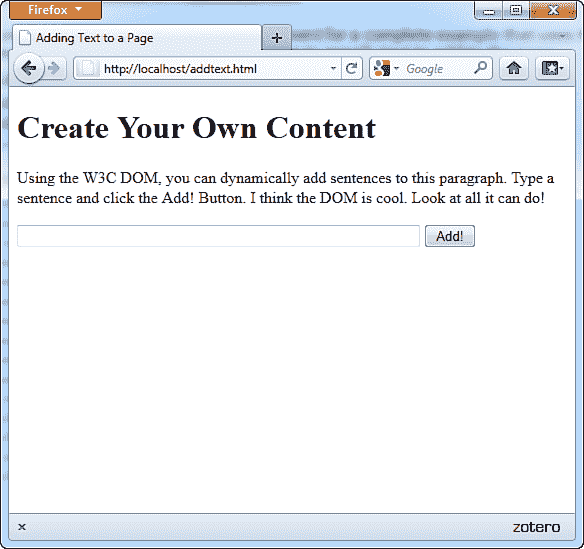 Firefox
Adding Text to a Page
http://localhost/addtext.html
Google
Create Your Own Content
Using the W3C DOM, you can dynamically add sentences to this paragraph. Type a
sentence and click the Add! Button. I think the DOM is cool. Look at all it can do!
Add!
zotero